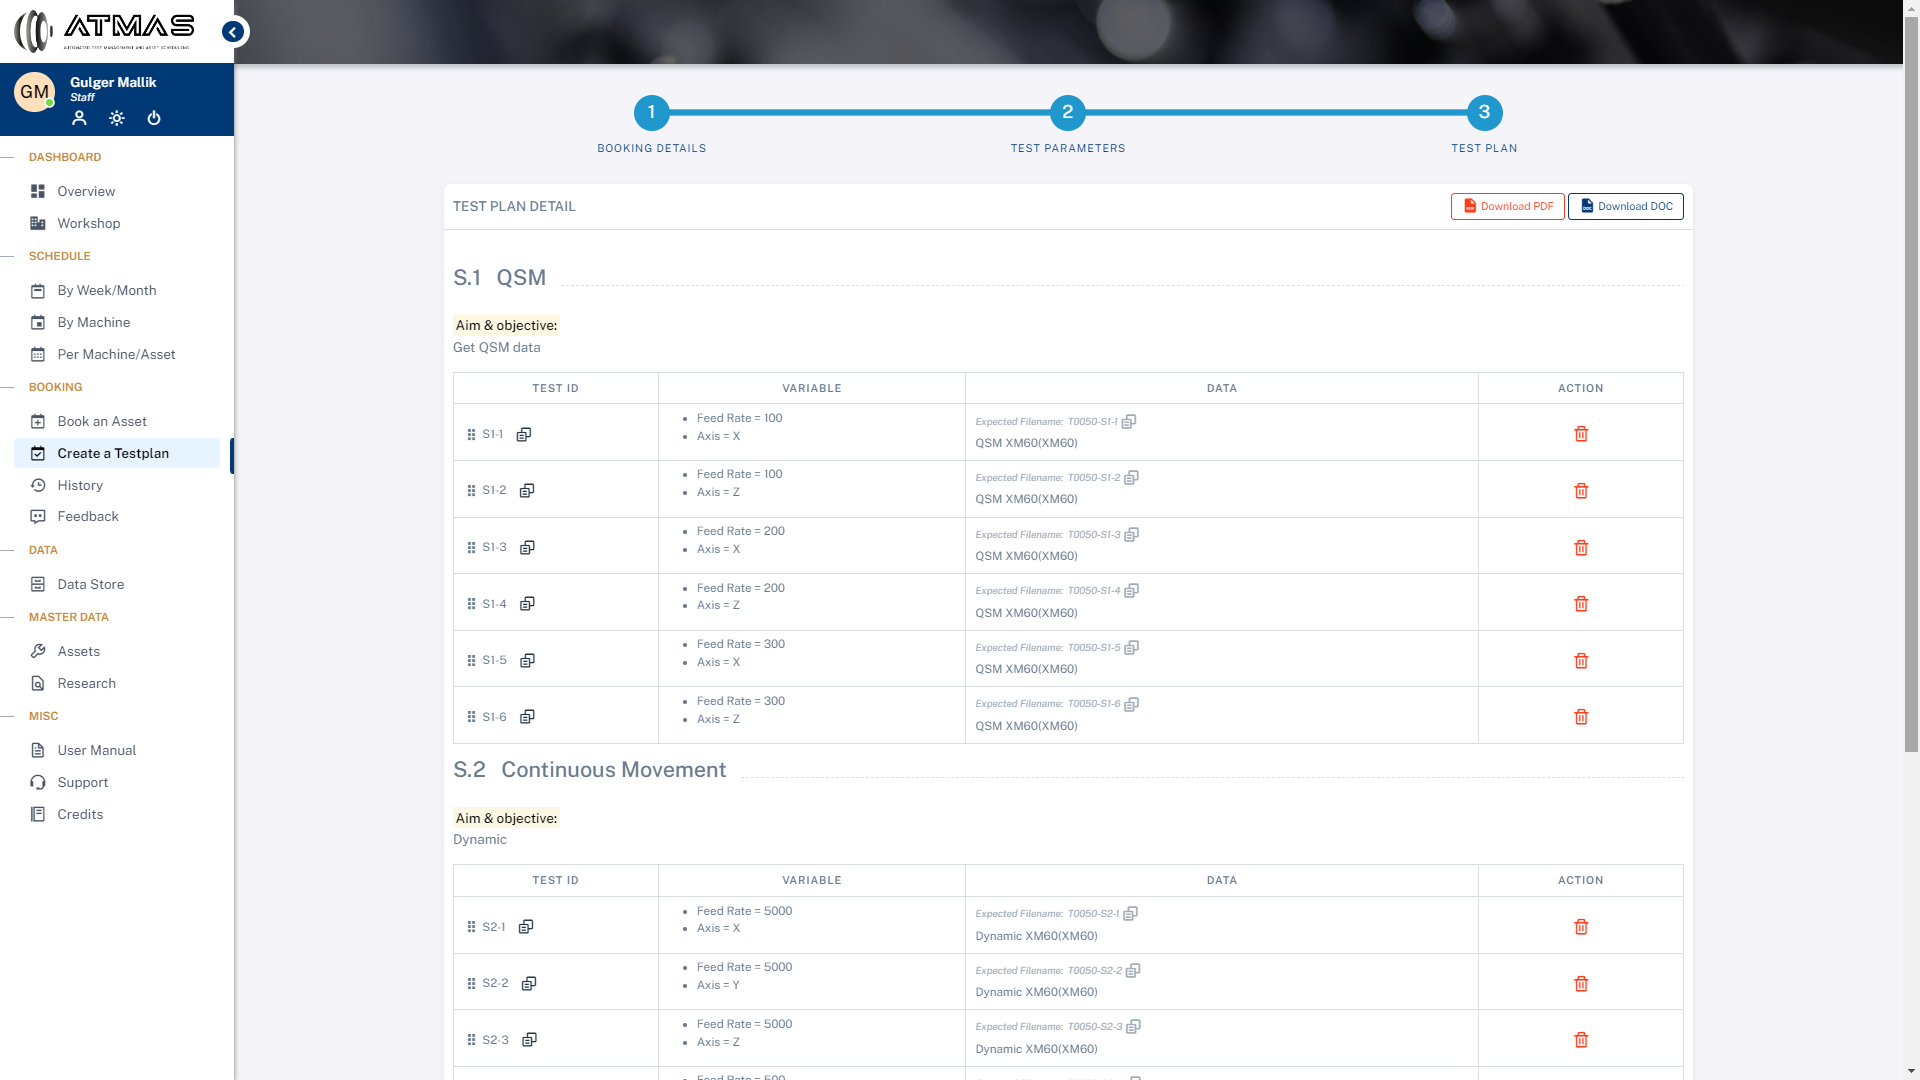 ATMAS
AUTOMATED TEST MANAGEMENT AND ASSET SCHEDULING
GM
Gulger Mallik
Staff
DASHBOARD
Overview
Workshop
SCHEDULE
By Week/Month
By Machine
Per Machine/Asset
BOOKING
Book an Asset
Create a Testplan
History
Feedback
DATA
Data Store
MASTER DATA
Assets
Research
MISC
User Manual
Support
Credits
1 2 3
BOOKING DETAILS TEST PARAMETERS TEST PLAN
TEST PLAN DETAIL Download PDF Download DOC
S.1 QSM
Aim & objective:
Get QSM data
TEST ID VARIABLE DATA ACTION
S1-1
Feed Rate = 100
Axis = X
Expected Filename: T0050-S1-1
QSM XM60(XM60)
S1-2
Feed Rate = 100
Axis = Z
Expected Filename: T0050-S1-2
QSM XM60(XM60)
S1-3
Feed Rate = 200
Axis = X
Expected Filename: T0050-S1-3
QSM XM60(XM60)
S1-4
Feed Rate = 200
Axis = Z
Expected Filename: T0050-S1-4
QSM XM60(XM60)
S1-5
Feed Rate = 300
Axis = X
Expected Filename: T0050-S1-5
QSM XM60(XM60)
S1-6
Feed Rate = 300
Axis = Z
Expected Filename: T0050-S1-6
QSM XM60(XM60)
S.2 Continuous Movement
Aim & objective:
Dynamic
TEST ID VARIABLE DATA ACTION
S2-1
Feed Rate = 5000
Axis = X
Expected Filename: T0050-S2-1
Dynamic XM60(XM60)
S2-2
Feed Rate = 5000
Axis = Y
Expected Filename: T0050-S2-2
Dynamic XM60(XM60)
S2-3
Feed Rate = 5000
Axis = Z
Expected Filename: T0050-S2-3
Dynamic XM60(XM60)
Feed Rate = 500